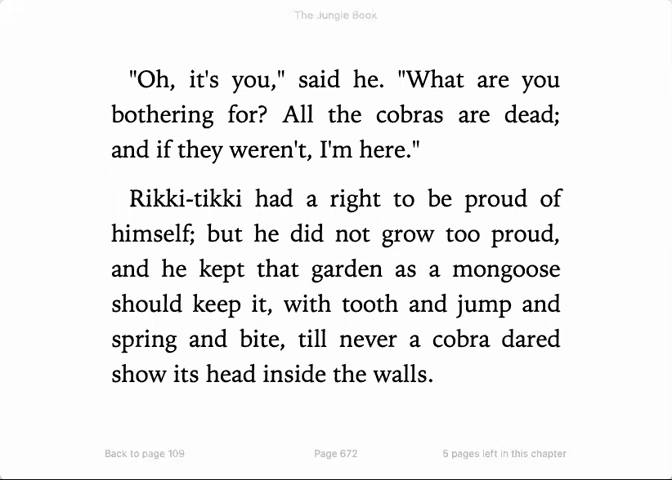 The Jungle Book
"Oh, it's you," said he. "What are you
bothering for? All the cobras are dead;
and if they weren't, I'm here."
Rikki-tikki had a right to be proud of
himself; but he did not grow too proud,
and he kept that garden as a mongoose
should keep it, with tooth and jump and
spring and bite, till never a cobra dared
show its head inside the walls.
Back to page 109
Page 672
5 pages left in this chapter